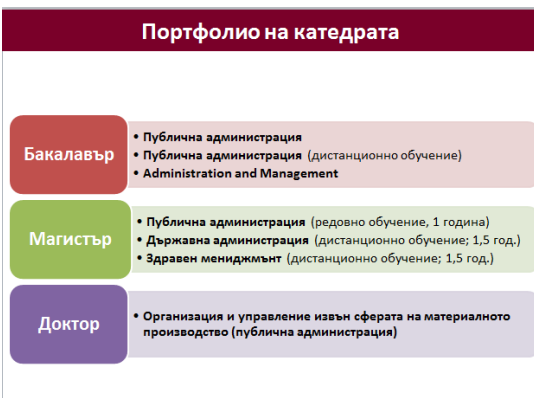 Портфолио на катедрата
Бакалавър
• Публична администрация
• Публична администрация (дистанционно обучение)
• Administration and Management
Магистър
• Публична администрация (редовно обучение, 1 година)
• Държавна администрация (дистанционно обучение; 1,5 год.)
• Здравен мениджмънт (дистанционно обучение; 1,5 год.)
Доктор
• Организация и управление извън сферата на материалното
производство (публична администрация)